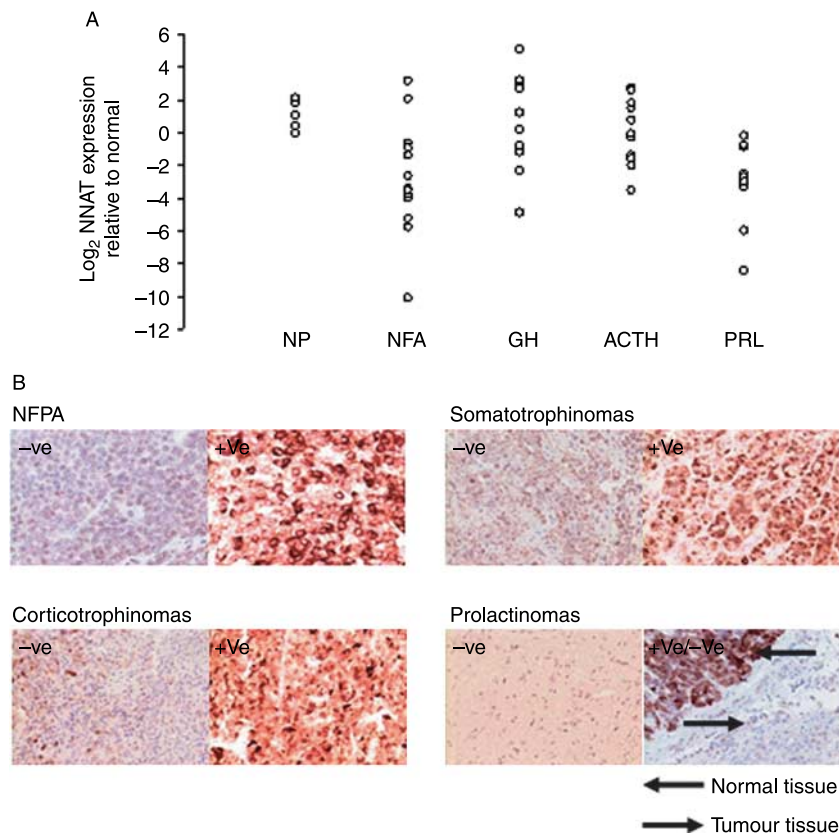 A
Log2 NNAT expression
relative to normal
6
4
2
0
–2
–4
–6
–8
–10
–12
NP NFA GH ACTH PRL
B
NFPA
–ve +Ve
Somatotrophinomas
–ve +Ve
Corticotrophinomas
–ve +Ve
Prolactinomas
–ve +Ve/–Ve
Normal tissue
Tumour tissue